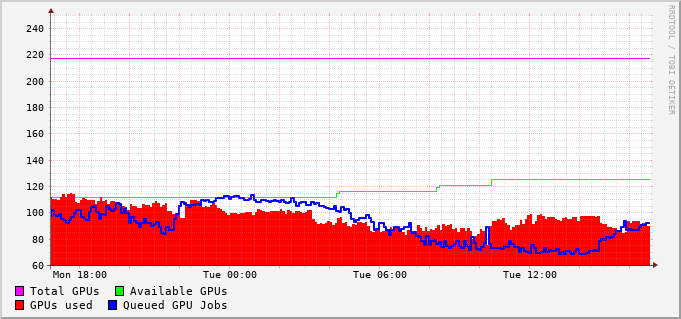 RRDTOOL / TOBI OETIKER
240
220
200
180
160
140
120
100
80
60
Mon 18:00 Tue 00:00 Tue 06:00 Tue 12:00
Total GPUs Available GPUs
GPUs used Queued GPU Jobs